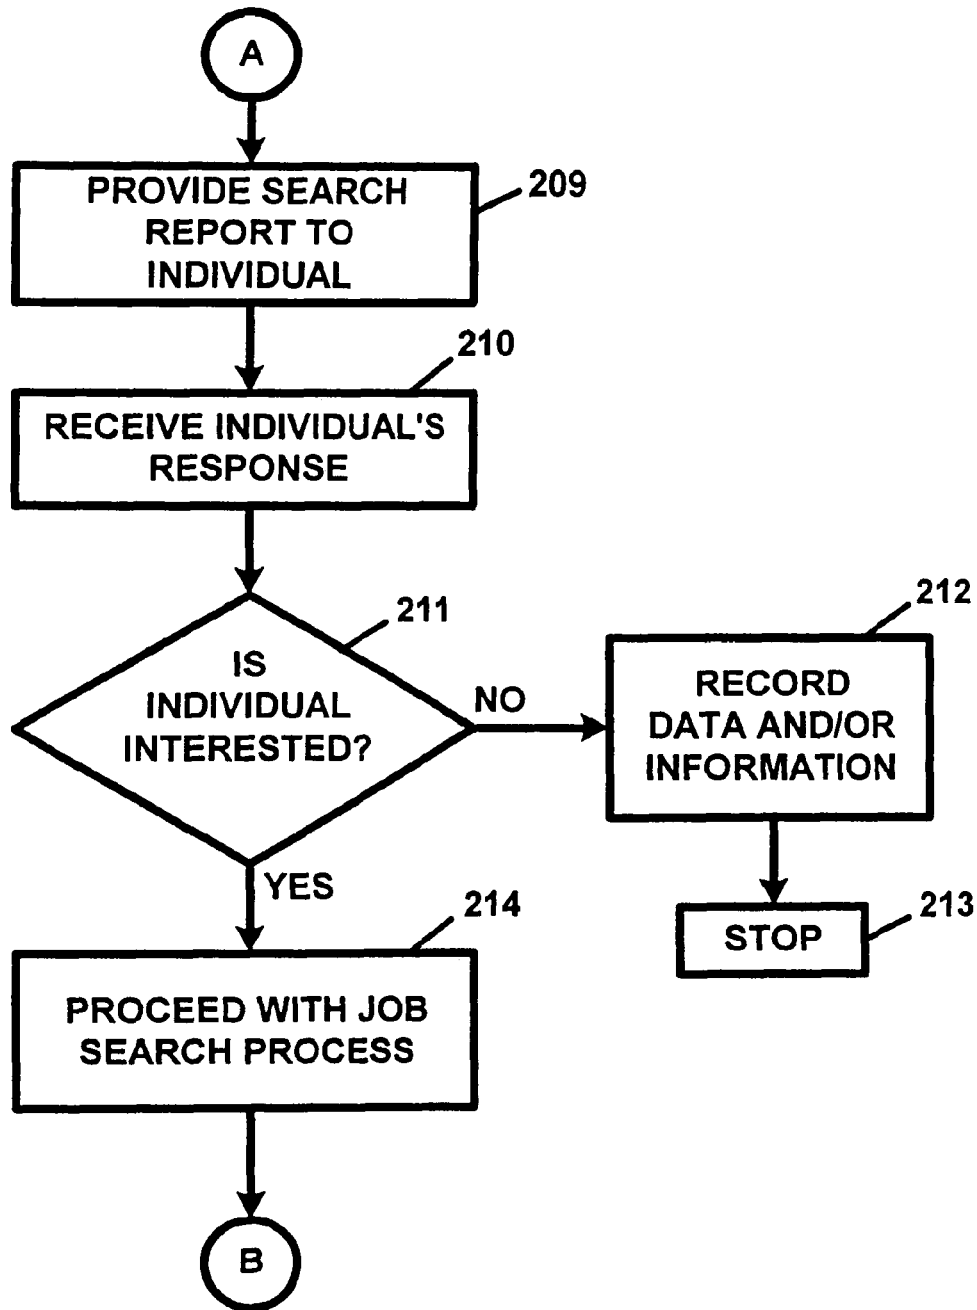 A
PROVIDE SEARCH
REPORT TO
INDIVIDUAL
209
210
RECEIVE INDIVIDUAL'S
RESPONSE
211
IS
INDIVIDUAL
INTERESTED?
NO
212
RECORD
DATA AND/OR
INFORMATION
YES
213
STOP
214
PROCEED WITH JOB
SEARCH PROCESS
B